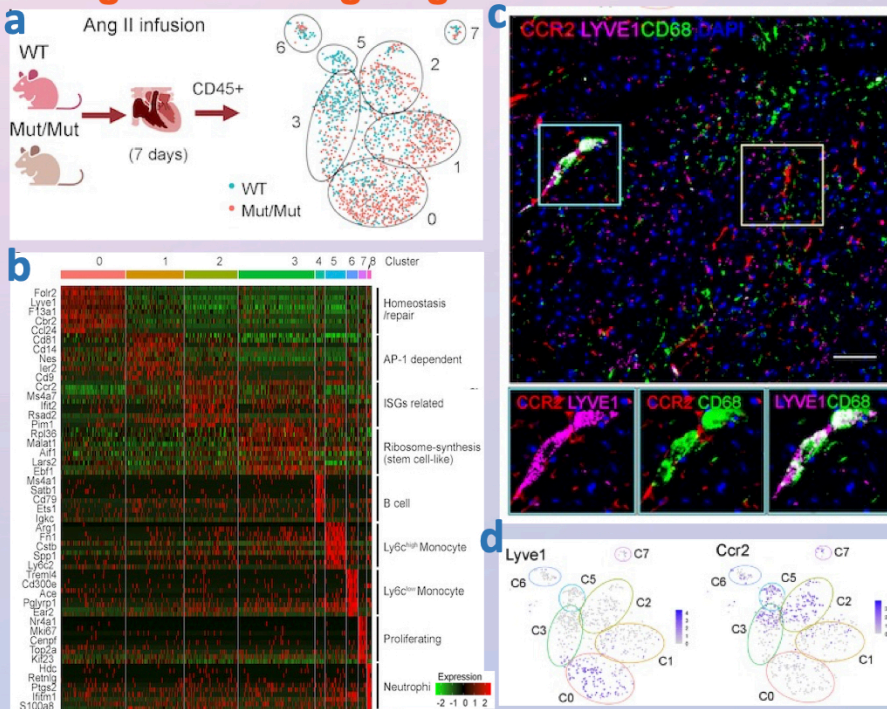 a
Ang II infusion
WT
Mut/Mut
CD45+
(7 days)
WT
Mut/Mut
6
7
5
2
3
1
0
b
0 1 2 3 4 5 6 7 8 Cluster
Folr2
Lyve1
F13a1
Cbr2
Ccl24
Homeostasis
/repair
Cd81
Cd14
Nes
Ier2
Cd9
AP-1 dependent
Ccr2
Ms4a7
Ifit2
Rsad2
Pim1
ISGs related
Rpl36
Malat1
Aif1
Lars2
Ebf1
Ribosome-synthesis
(stem cell-like)
Ms4a1
Satb1
Cd79
Ets1
Igkc
B cell
Arg1
Fn1
Cstb
Spp1
Ly6c2
Ly6c^high Monocyte
Treml4
Cd300e
Ace
Pglyrp1
Ear2
Ly6c^low Monocyte
Nr4a1
Mki67
Cenpf
Top2a
Kif23
Proliferating
Hdc
Retnlg
Ptgs2
Ifitm1
S100a8
Neutrophi
Expression
-2 -1 0 1 2
c
CCR2 LYVE1 CD68 DAPI
CCR2 LYVE1
CCR2 CD68
LYVE1 CD68
d
Lyve1
C7
C6
C5
C2
C3
C1
C0
Ccr2
C7
C6
C5
C2
C3
C1
C0